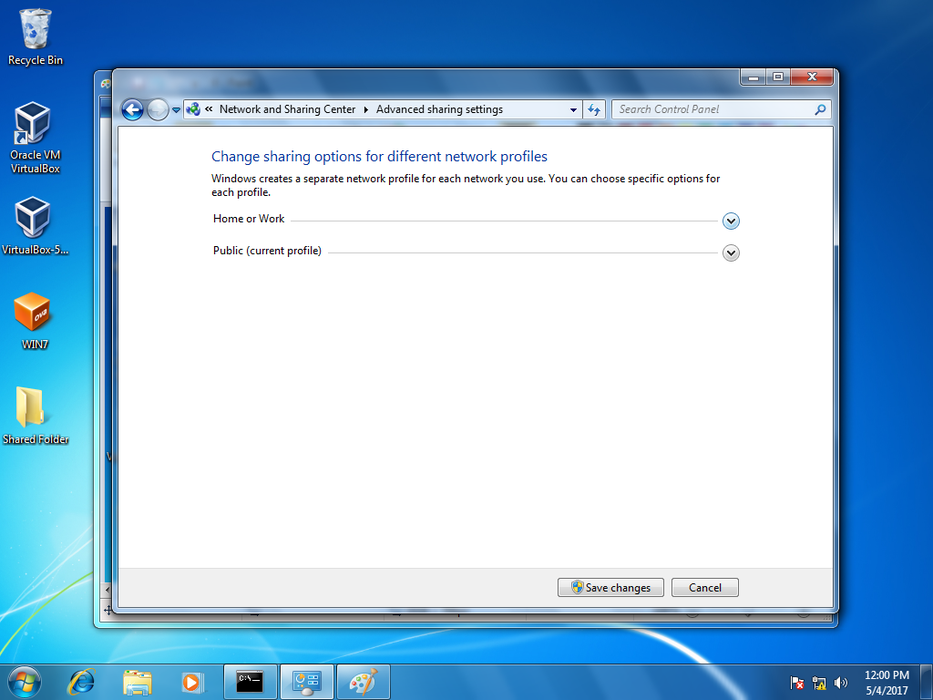 Recycle Bin
Oracle VM
VirtualBox
VirtualBox-5...
OVA
WIN7
Shared Folder
« Network and Sharing Center
Advanced sharing settings
Search Control Panel
Change sharing options for different network profiles
Windows creates a separate network profile for each network you use. You can choose specific options for
each profile.
Home or Work
Public (current profile)
Save changes
Cancel
C:\_
12:00 PM
5/4/2017